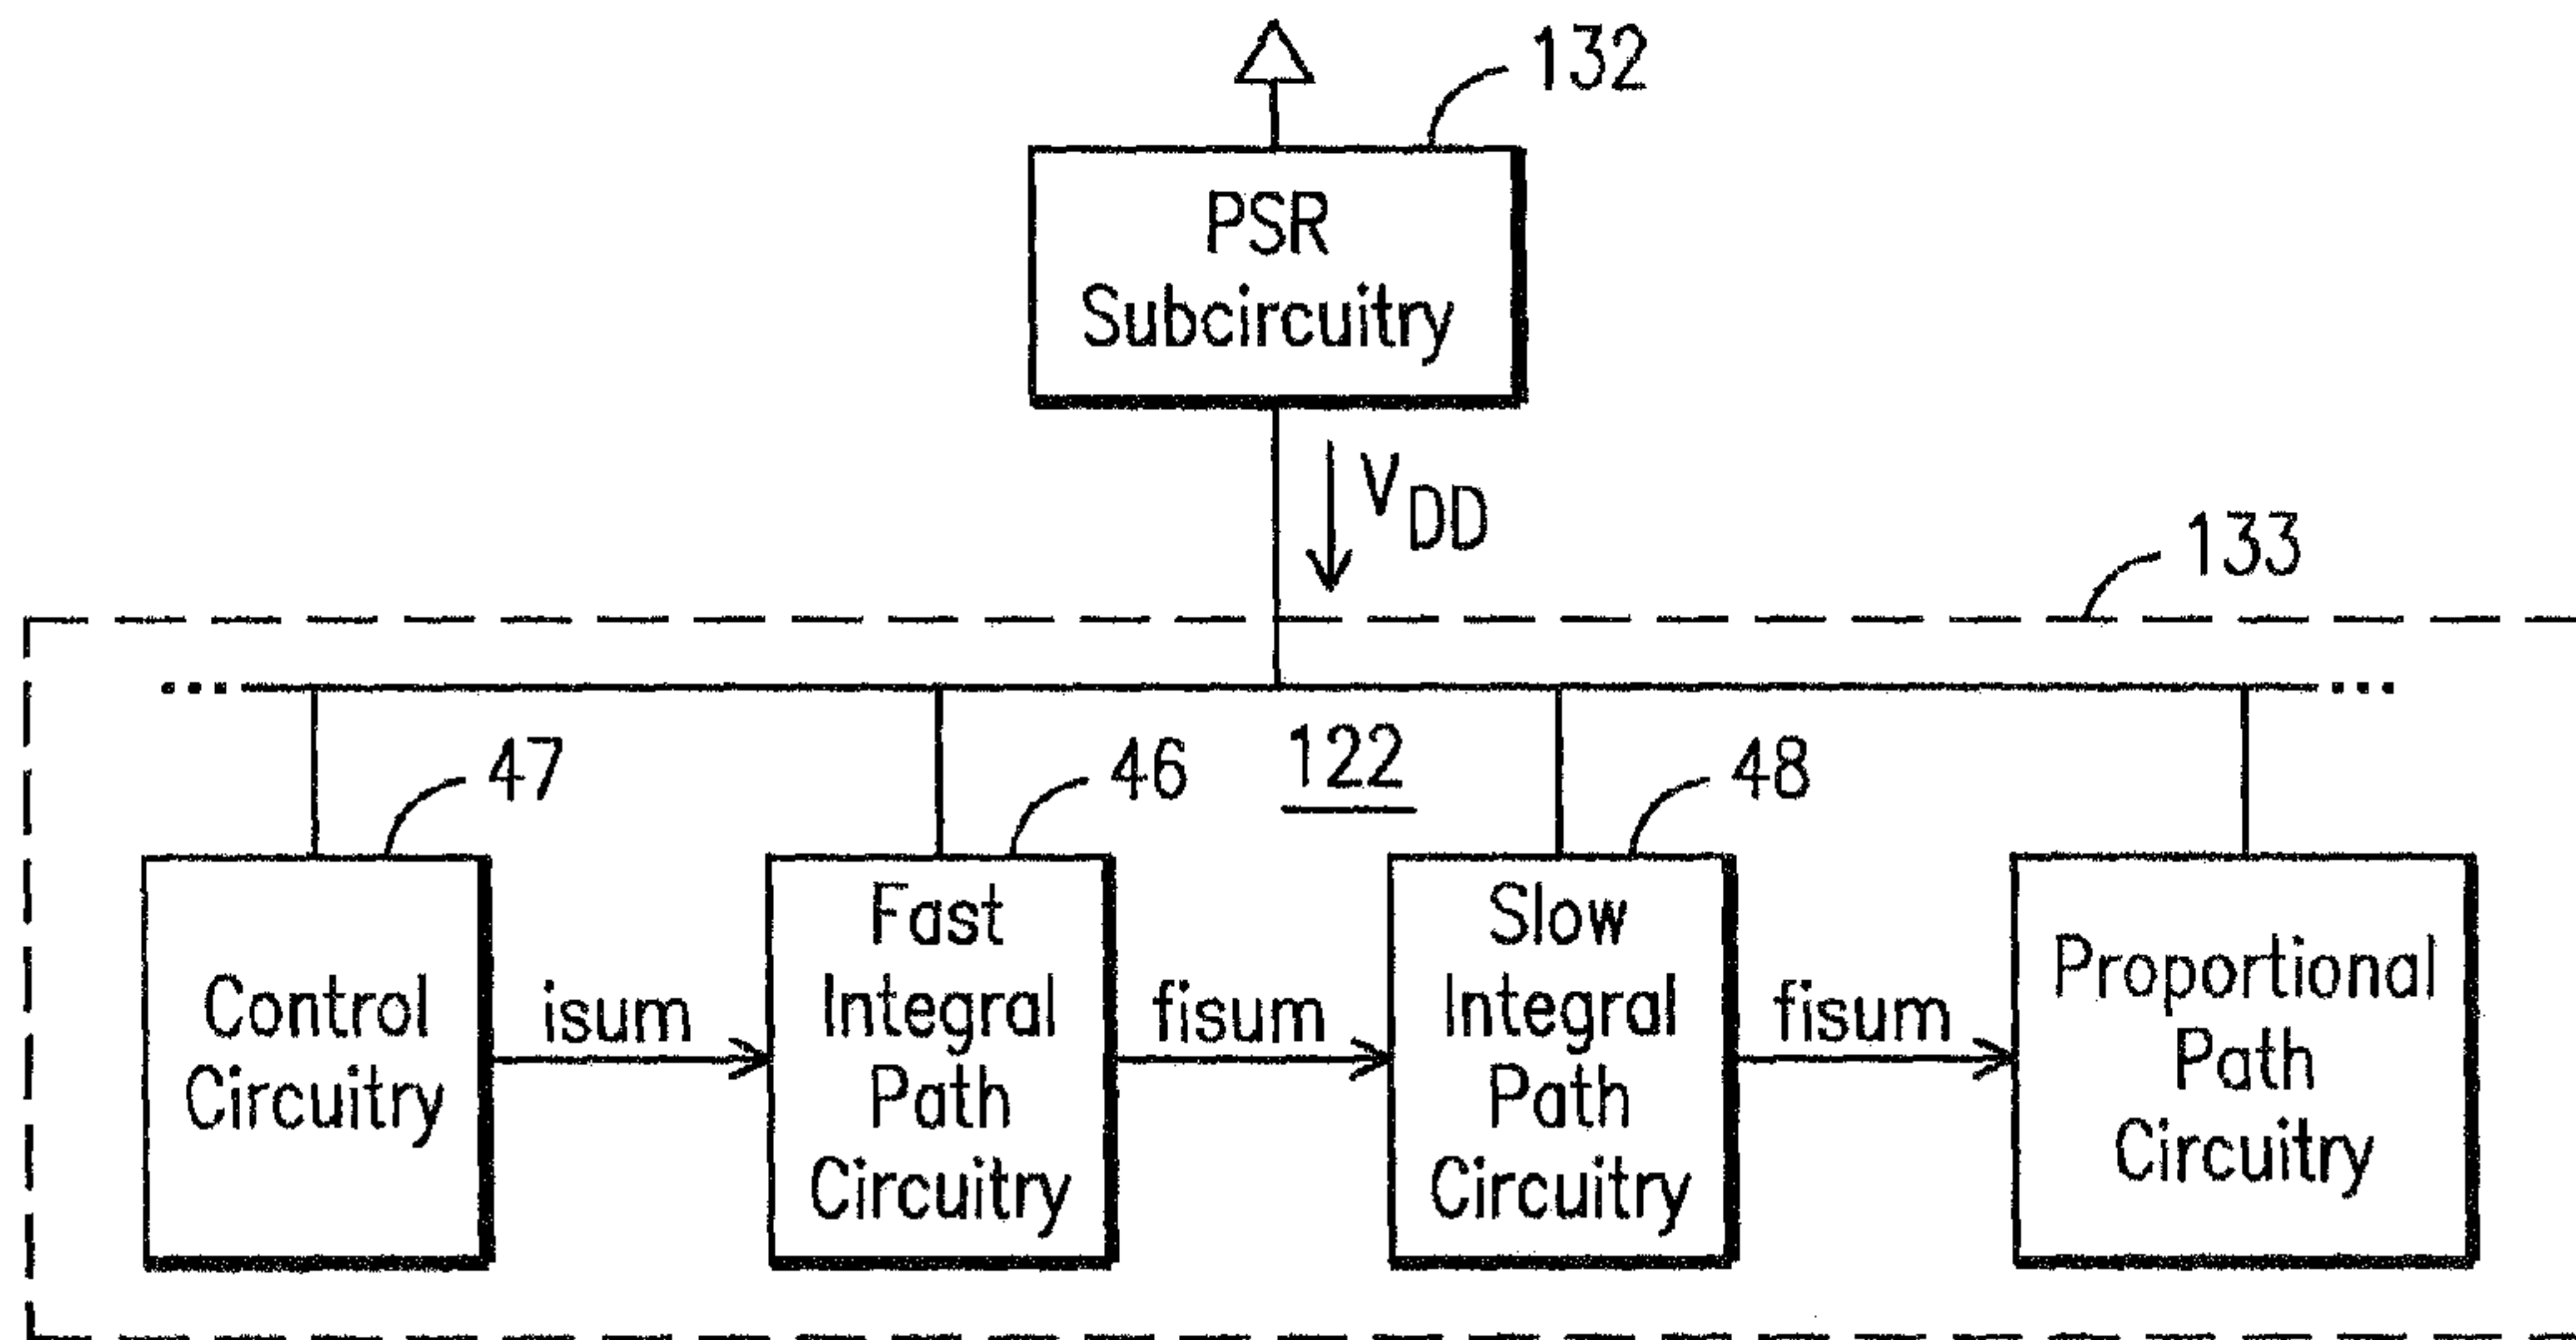 132
PSR
Subcircuitry
VDD
133
...
...
47
46
122
48
Control
Circuitry
isum
Fast
Integral
Path
Circuitry
fisum
Slow
Integral
Path
Circuitry
fisum
Proportional
Path
Circuitry